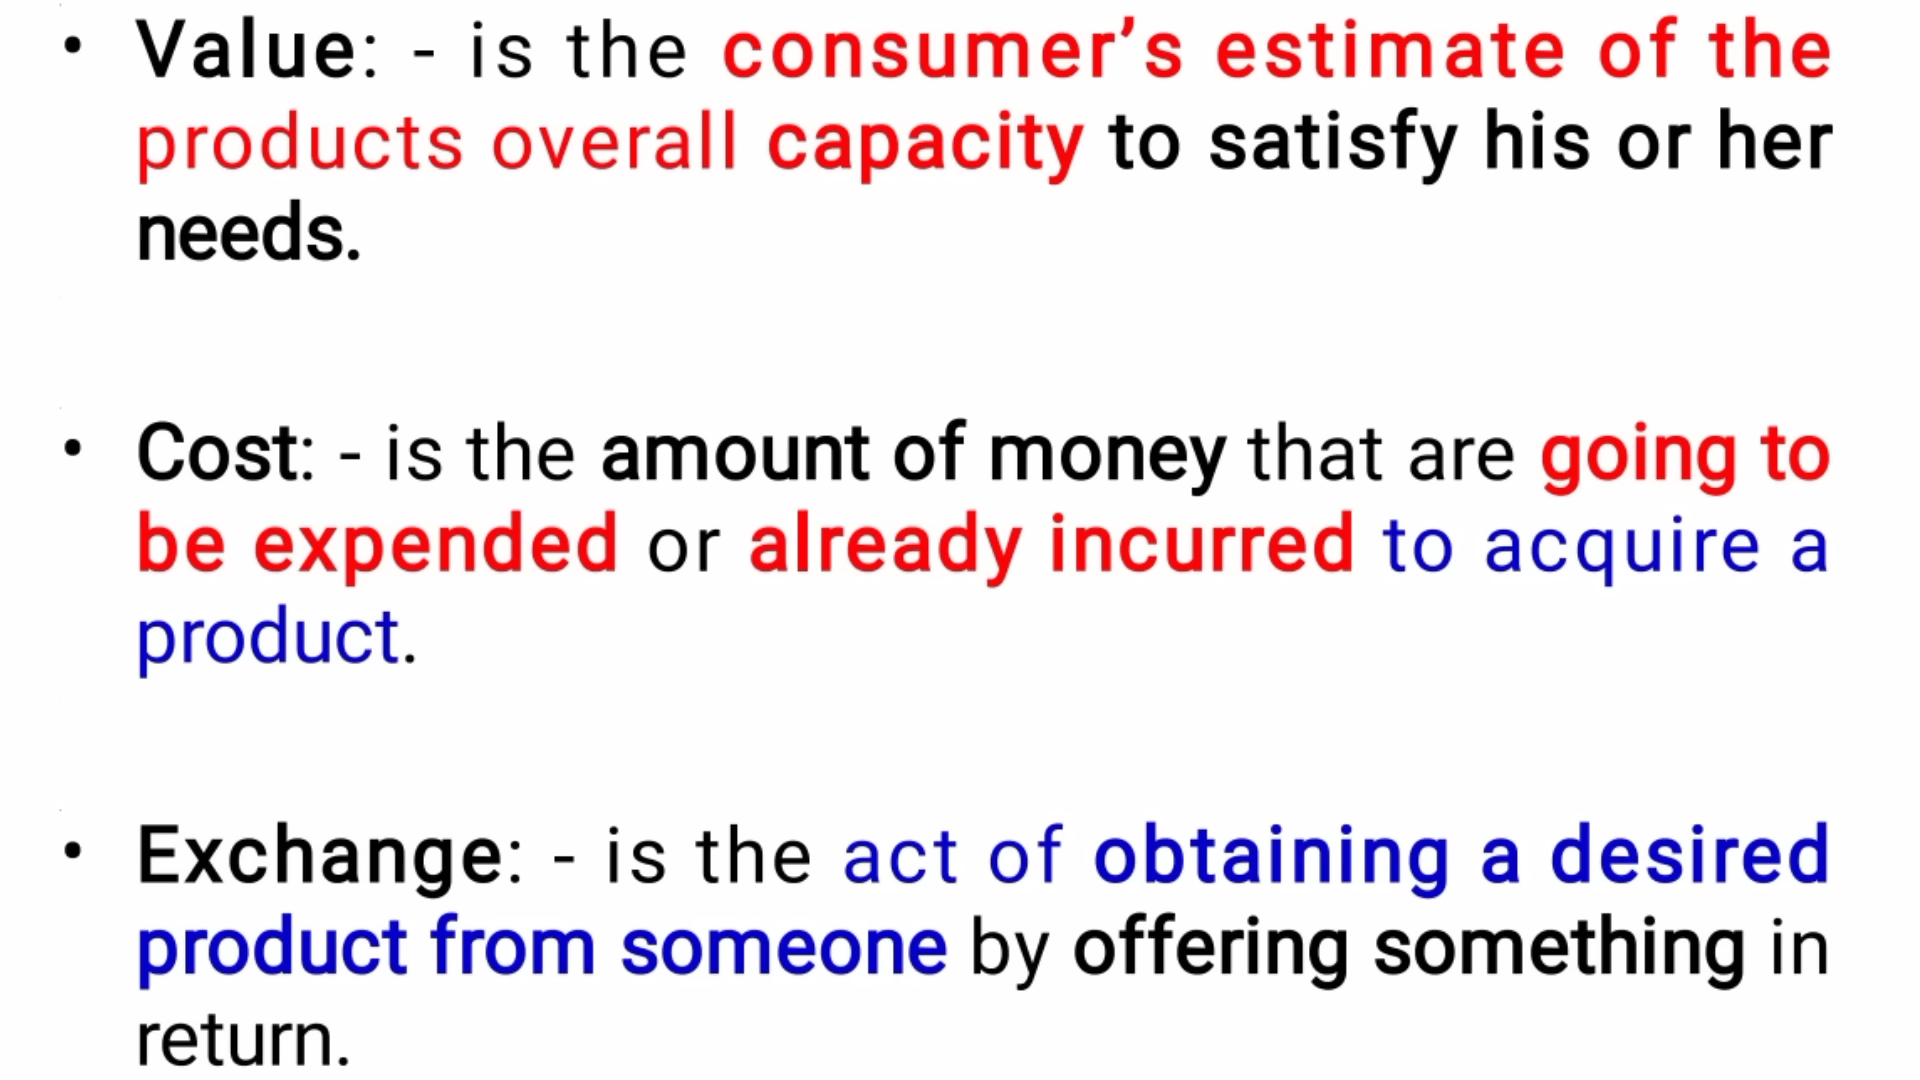 • Value: - is the consumer’s estimate of the
products overall capacity to satisfy his or her
needs.
• Cost: - is the amount of money that are going to
be expended or already incurred to acquire a
product.
• Exchange: - is the act of obtaining a desired
product from someone by offering something in
return.